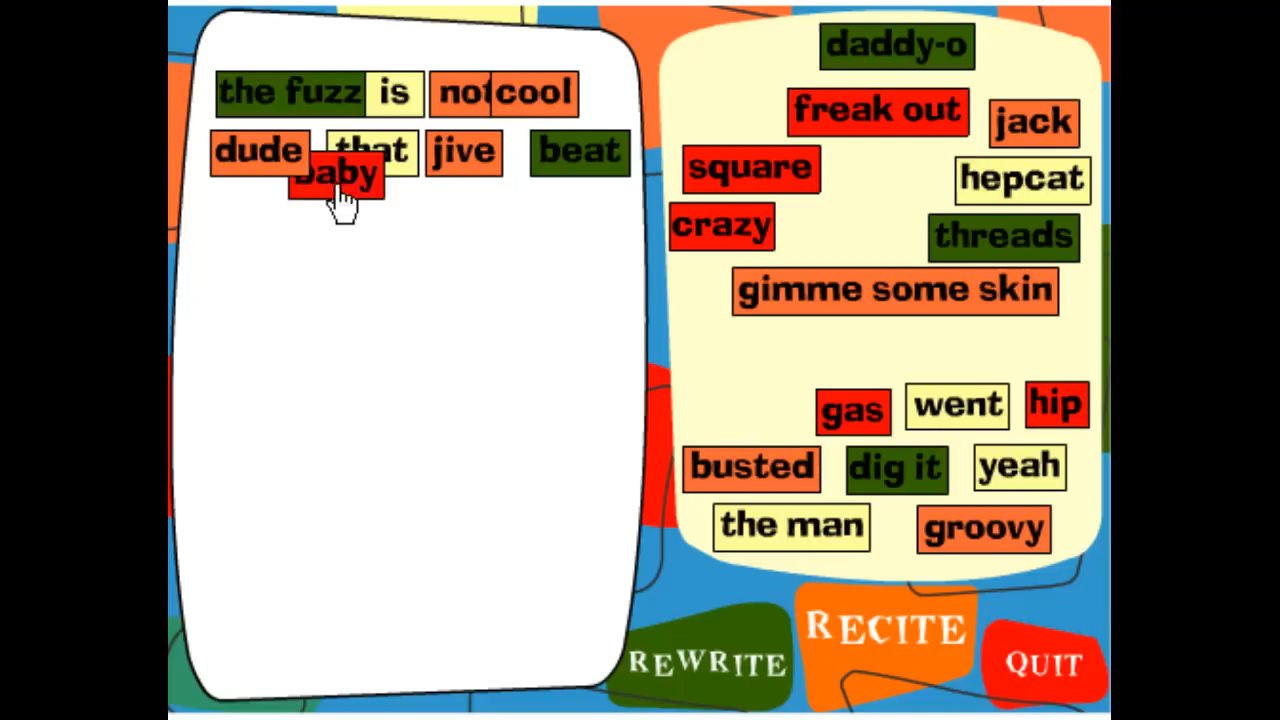 the fuzz is not cool
dude that jive beat
baby
daddy-o
freak out jack
square hepcat
crazy threads
gimme some skin
gas went hip
busted dig it yeah
the man groovy
REWRITE RECITE QUIT